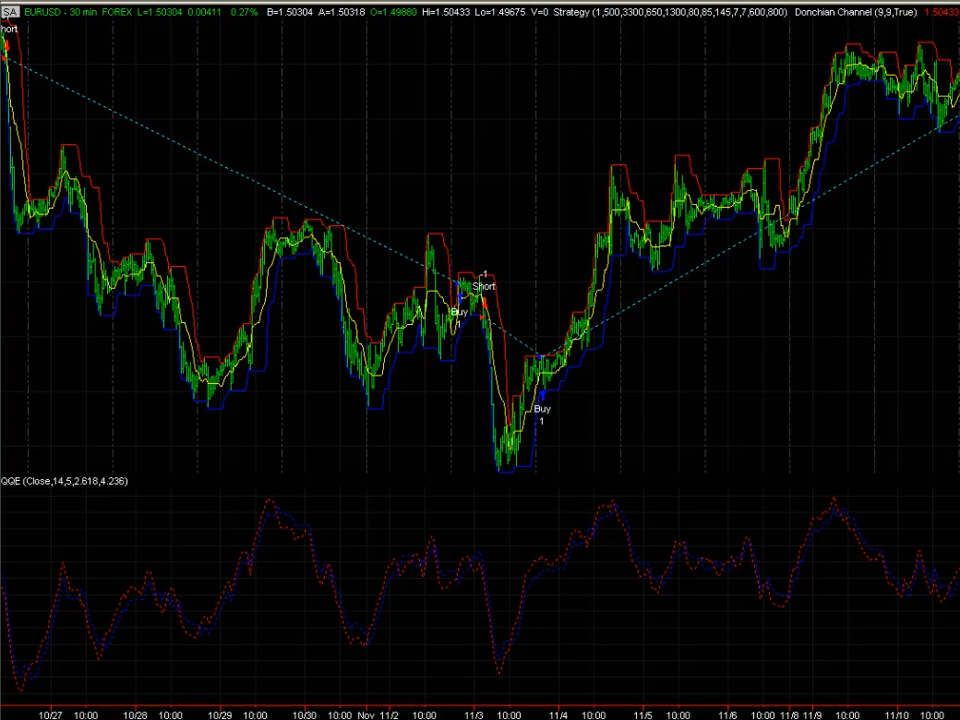 SA EURUSD - 30 min FOREX L=1.50304 0.00411 0.27% B=1.50304 A=1.50318 O=1.49880 Hi=1.50433 Lo=1.49675 V=0 Strategy (1,500,3300,650,1300,80,85,145,7,7,600,800) Donchian Channel (9,9,True) 1.50433
hort
1
Short
Buy
1
Buy
1
QQE (Close,14,5,2.618,4.236)
10/27 10:00 10/28 10:00 10/29 10:00 10/30 10:00 Nov 11/2 10:00 11/3 10:00 11/4 10:00 11/5 10:00 11/6 10:00 11/8 11/9 10:00 11/10 10:00